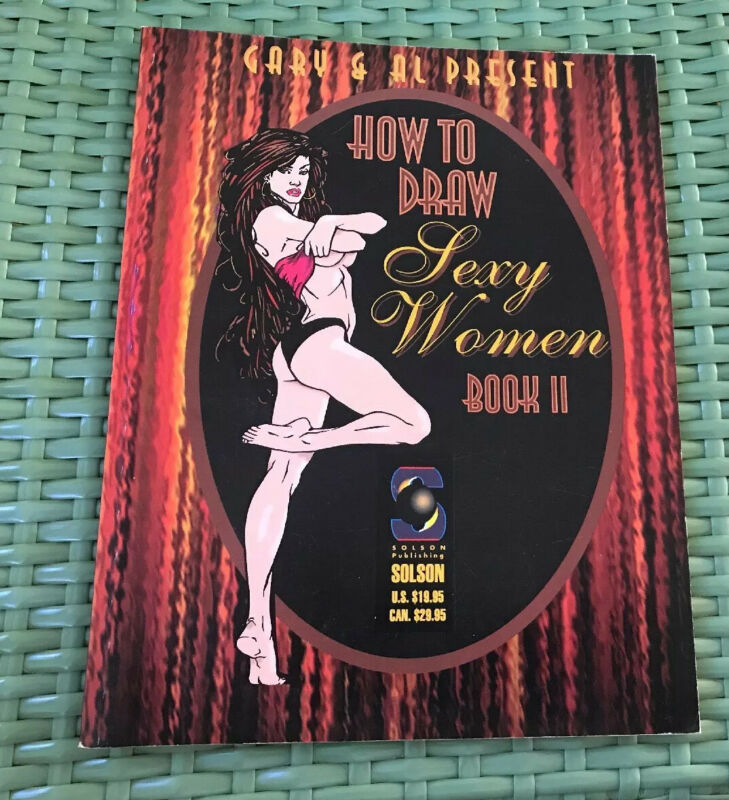 GARY & AL PRESENT
HOW TO
DRAW
Sexy
Women
BOOK II
SOLSON
Publishing
SOLSON
U.S. $19.95
CAN. $29.95